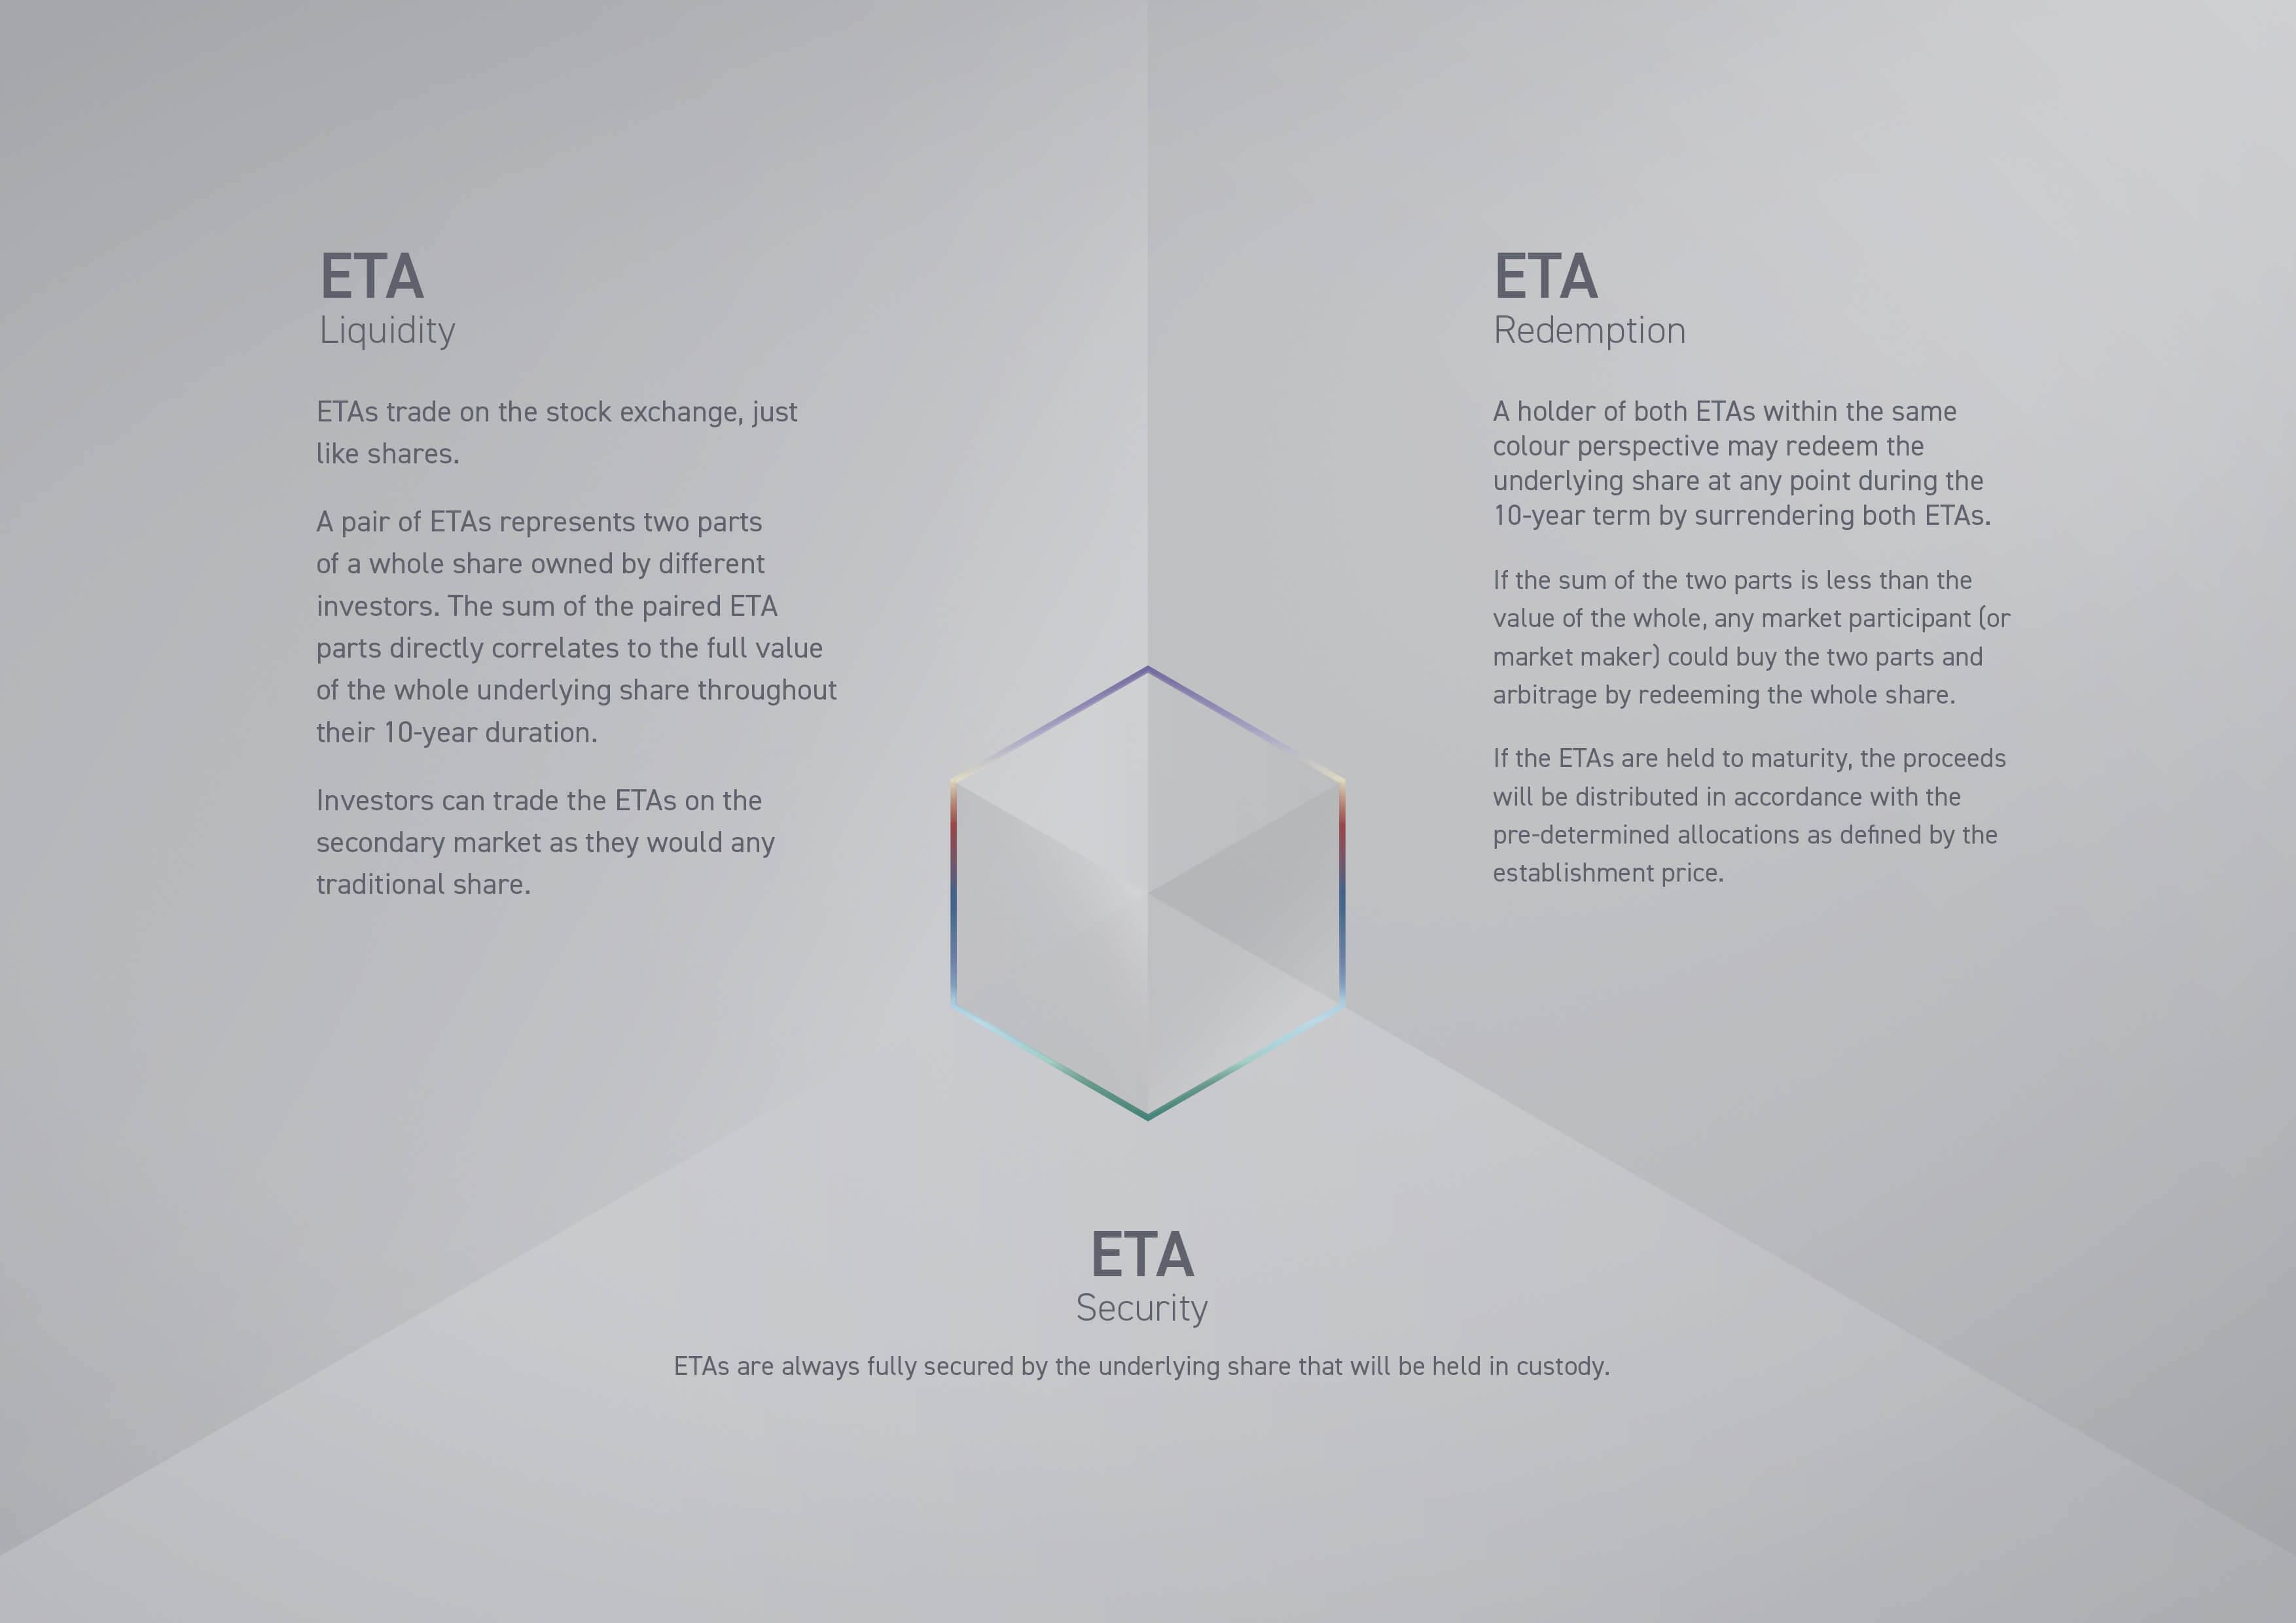 ETA
Liquidity
ETAs trade on the stock exchange, just
like shares.
A pair of ETAs represents two parts
of a whole share owned by different
investors. The sum of the paired ETA
parts directly correlates to the full value
of the whole underlying share throughout
their 10-year duration.
Investors can trade the ETAs on the
secondary market as they would any
traditional share.
ETA
Redemption
A holder of both ETAs within the same
colour perspective may redeem the
underlying share at any point during the
10-year term by surrendering both ETAs.
If the sum of the two parts is less than the
value of the whole, any market participant (or
market maker) could buy the two parts and
arbitrage by redeeming the whole share.
If the ETAs are held to maturity, the proceeds
will be distributed in accordance with the
pre-determined allocations as defined by the
establishment price.
ETA
Security
ETAs are always fully secured by the underlying share that will be held in custody.